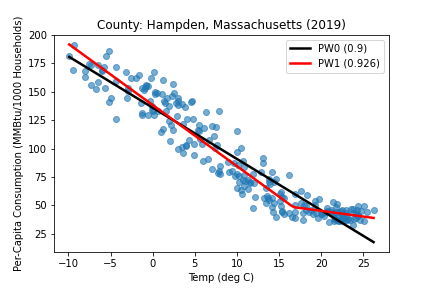 County: Hampden, Massachusetts (2019)
PW0 (0.9)
PW1 (0.926)
Per-Capita Consumption (MMBtu/1000 Households)
200
175
150
125
100
75
50
25
−10 −5 0 5 10 15 20 25
Temp (deg C)